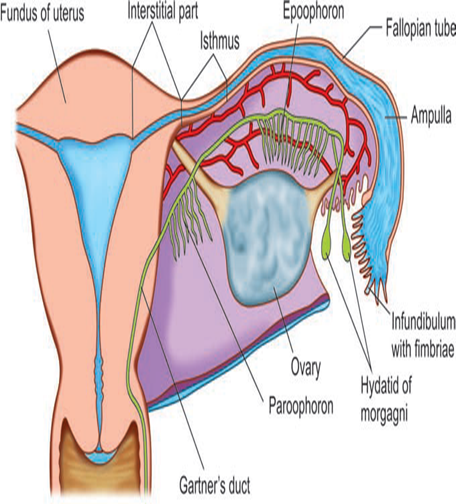 Fundus of uterus
Interstitial part
Isthmus
Epoophoron
Fallopian tube
Ampulla
Infundibulum
with fimbriae
Hydatid of
morgagni
Ovary
Paroophoron
Gartner's duct